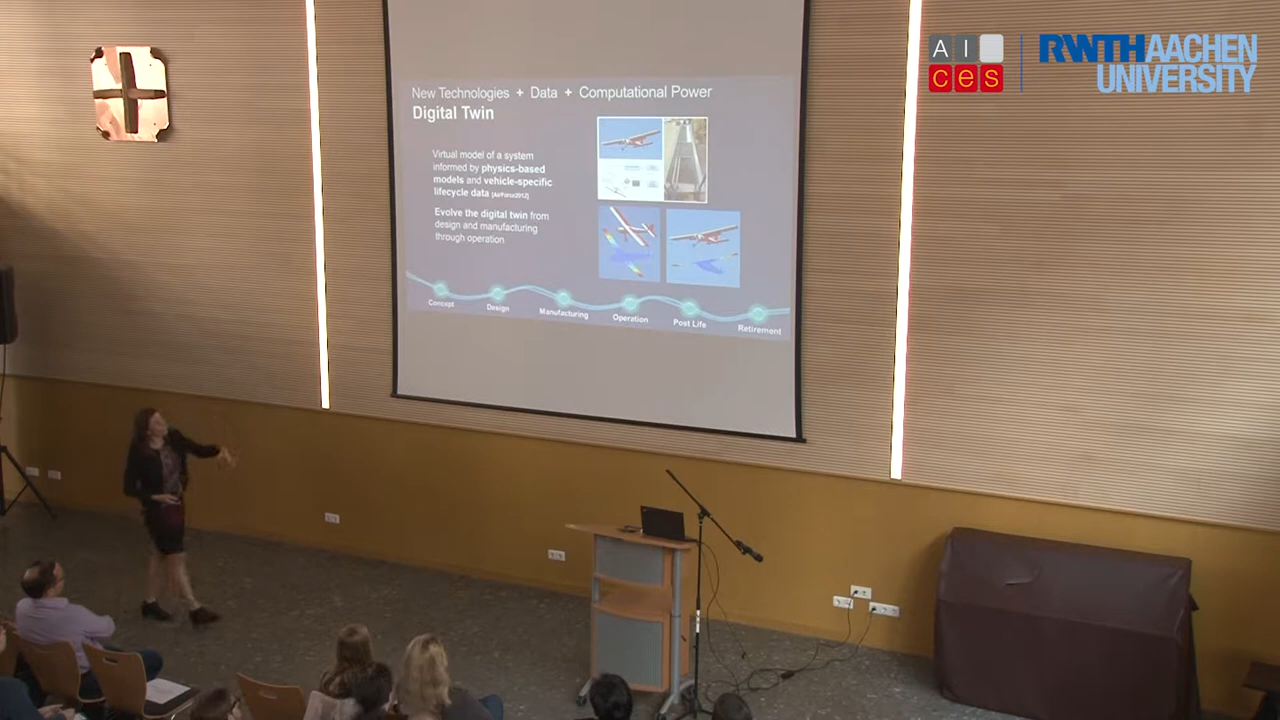 AI
ces
RWTHAACHEN
UNIVERSITY
New Technologies + Data + Computational Power
Digital Twin
Virtual model of a system
informed by physics-based
models and vehicle-specific
lifecycle data [AirForce2012]
Evolve the digital twin from
design and manufacturing
through operation
Concept
Design
Manufacturing
Operation
Post Life
Retirement